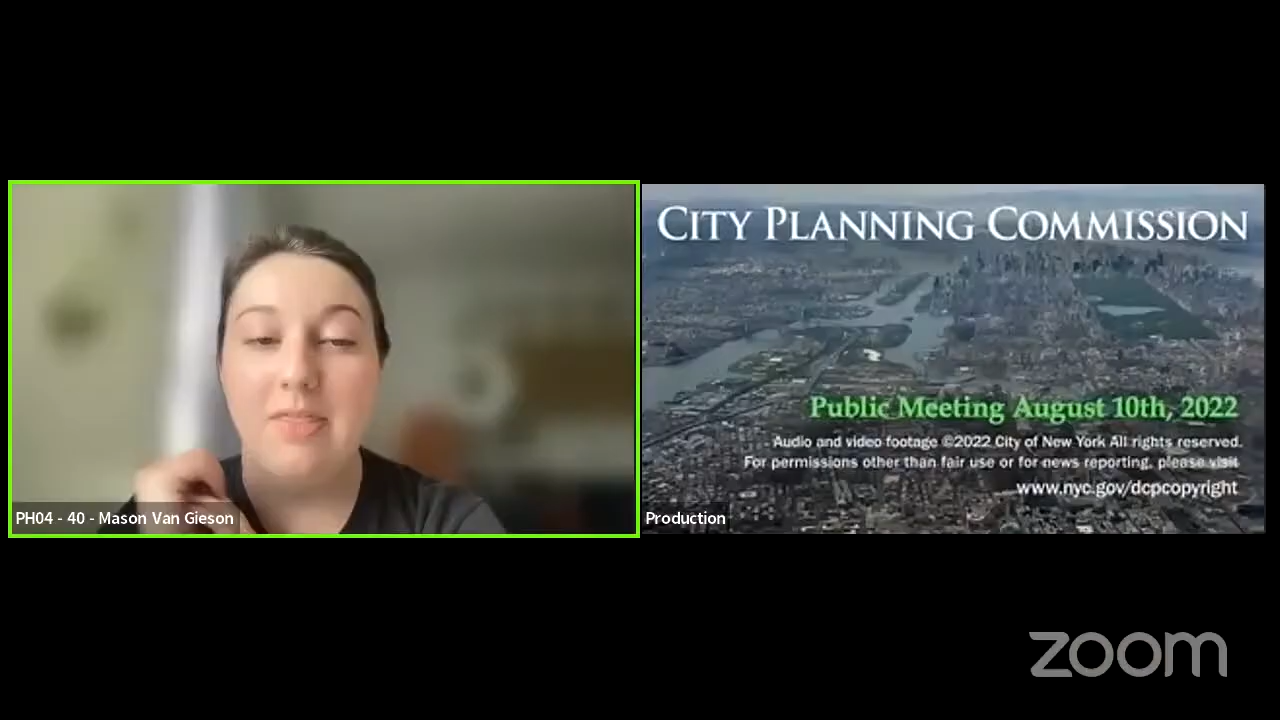 CITY PLANNING COMMISSION
Public Meeting August 10th, 2022
Audio and video footage ©2022 City of New York All rights reserved.
For permissions other than fair use or for news reporting, please visit
www.nyc.gov/dcpcopyright
PH04 - 40 - Mason Van Gieson
Production
zoom